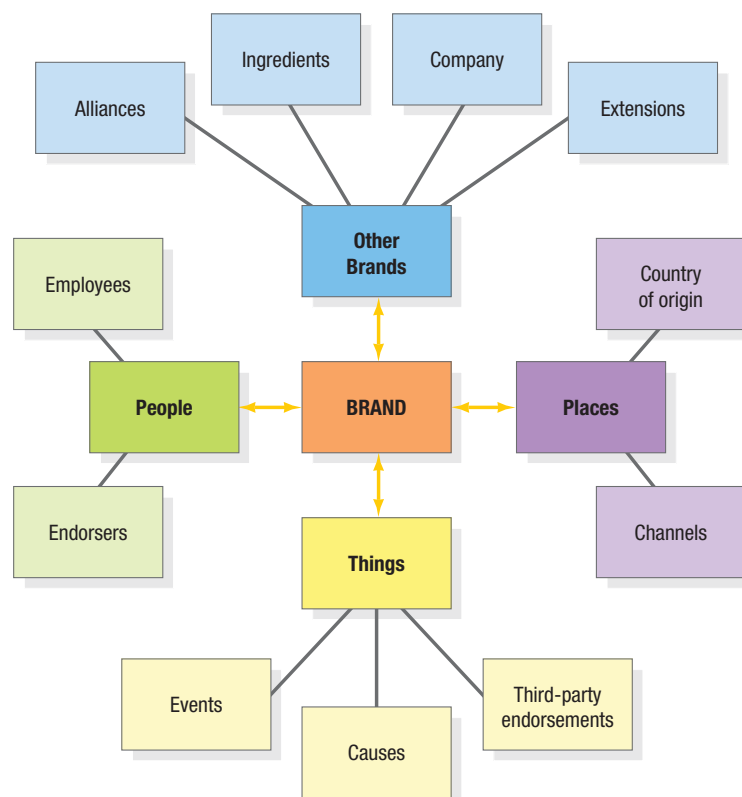 Ingredients
Company
Alliances
Extensions
Other
Brands
Employees
Country
of origin
People
BRAND
Places
Endorsers
Channels
Things
Events
Third-party
endorsements
Causes